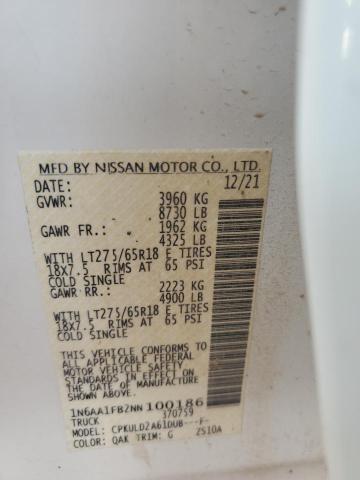 MFD BY NISSAN MOTOR CO., LTD.
DATE: 12/21
GVWR: 3960 KG
8730 LB
GAWR FR.: 1962 KG
4325 LB
WITH LT275/65R18 E TIRES
18x7.5 RIMS AT 65 PSI
COLD SINGLE
GAWR RR.: 2223 KG
4900 LB
WITH LT275/65R18 E TIRES
18x7.5 RIMS AT 65 PSI
COLD SINGLE
THIS VEHICLE CONFORMS
TO ALL APPLICABLE FEDERAL
MOTOR VEHICLE SAFETY
STANDARDS IN EFFECT ON
THE DATE OF MANUFACTURE
SHOWN ABOVE.
1N6AA1FB2NN 100186
TRUCK 370759
MODEL: CPKULD2A61DUB---F-
COLOR: QAK TRIM: G 2510A